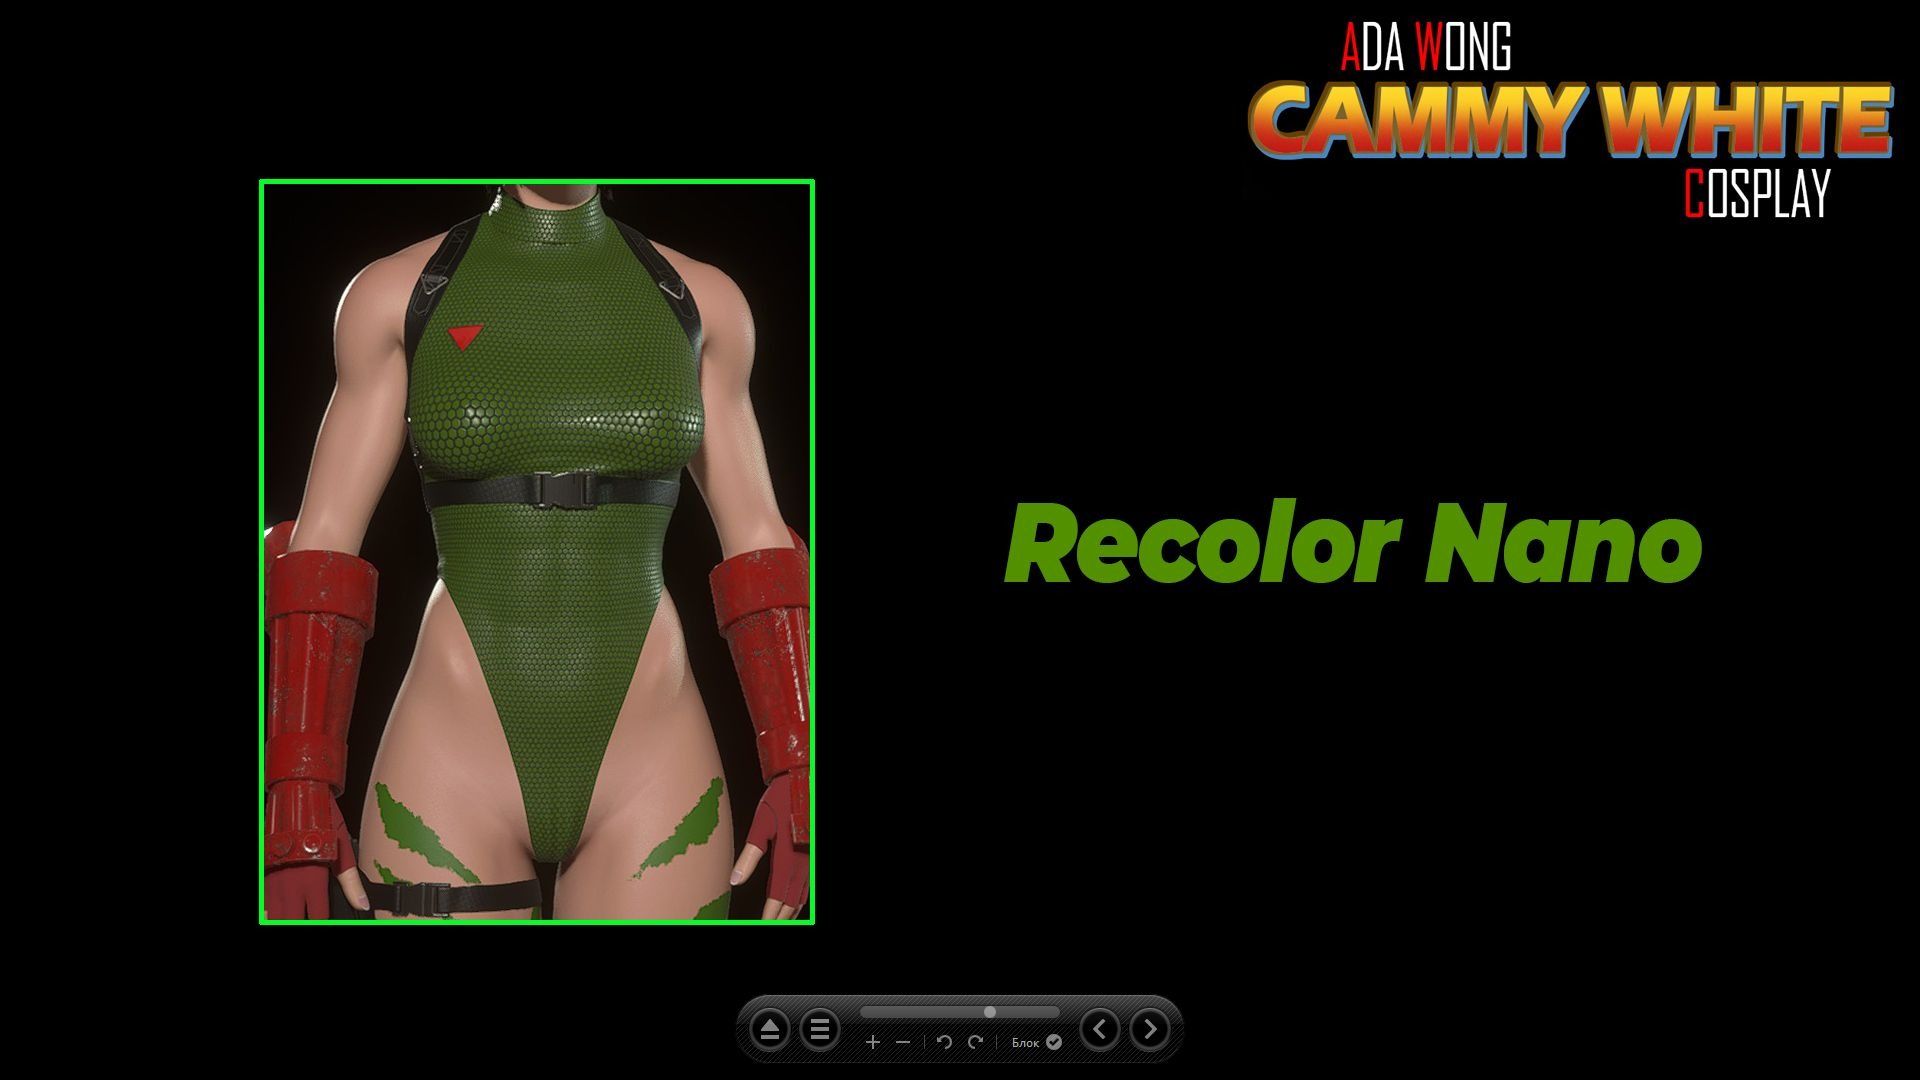 ADA WONG
CAMMY WHITE
COSPLAY
Recolor Nano
Блок